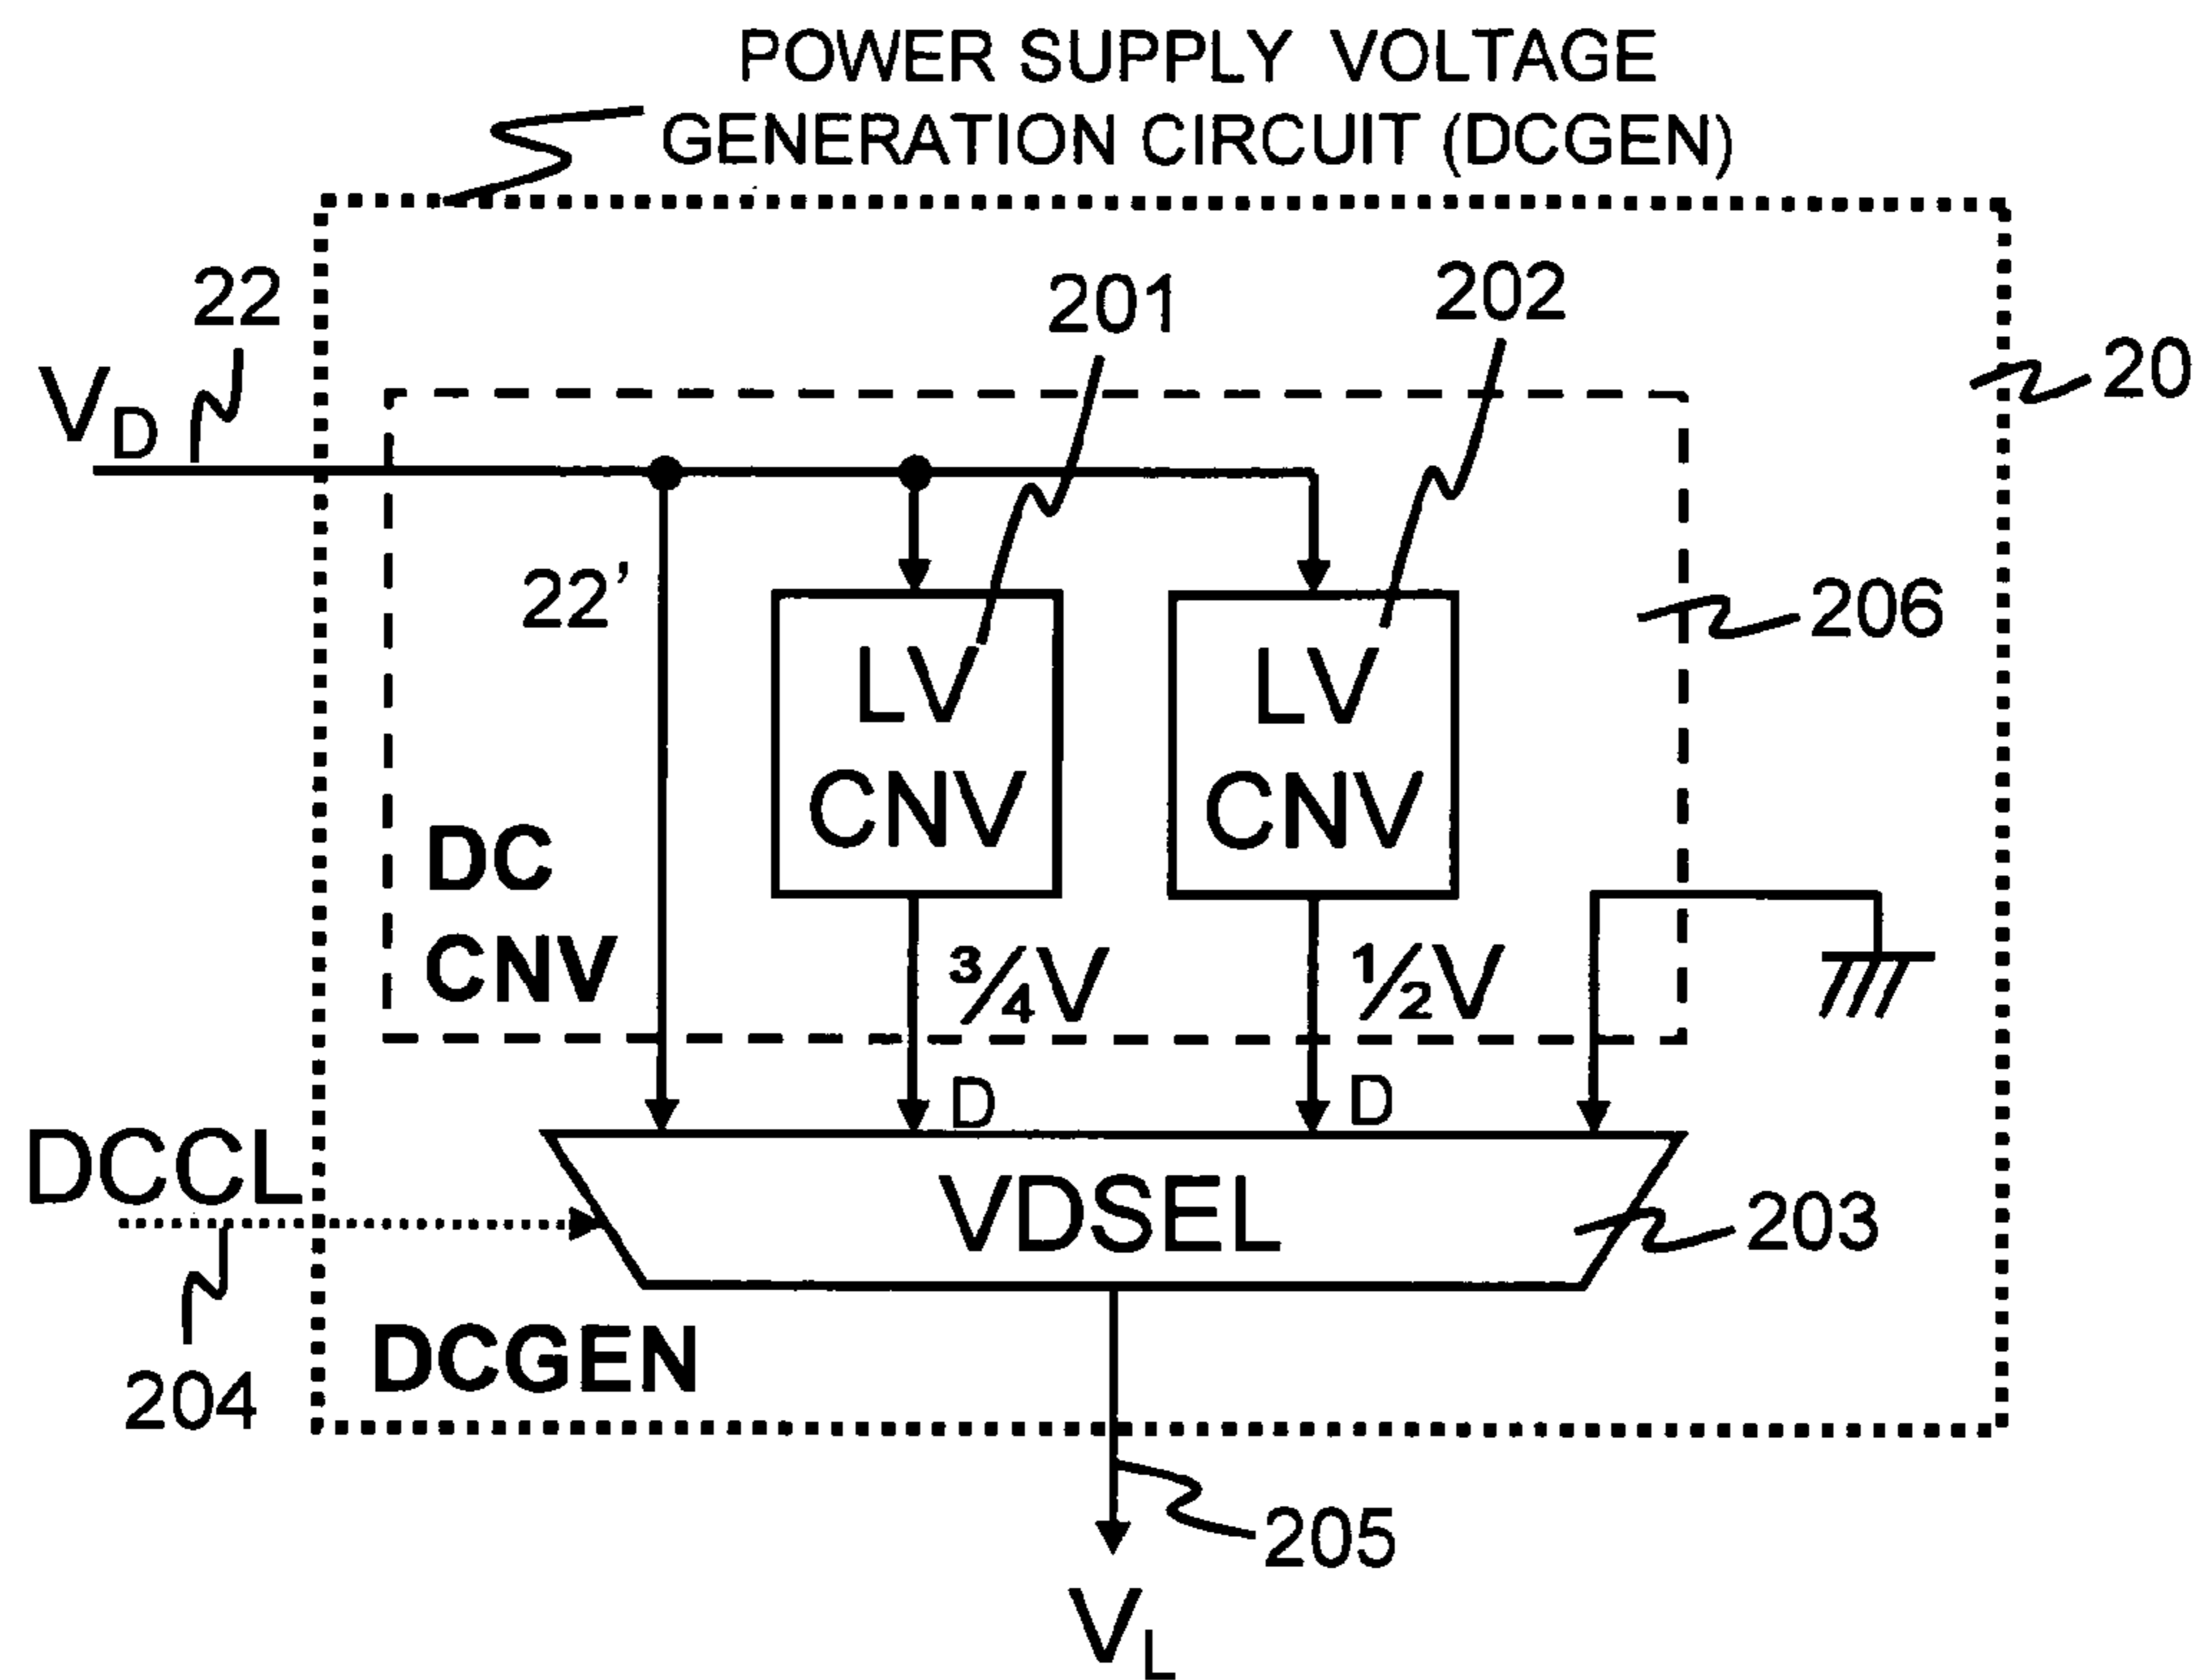 POWER SUPPLY VOLTAGE
GENERATION CIRCUIT (DCGEN)
22
201
202
20
VD
22'
206
LV
CNV
LV
CNV
DC
CNV
¾V
½V
D
D
DCCL
VDSEL
203
204
DCGEN
205
VL